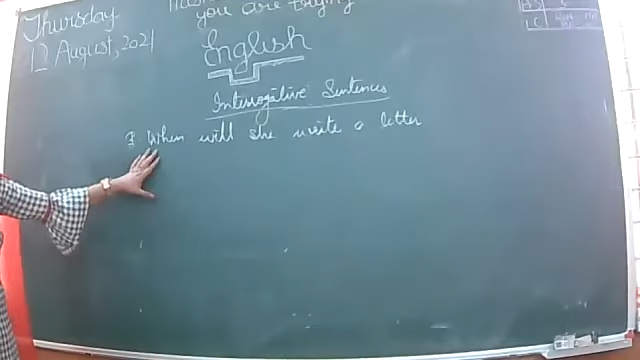 Thursday
12 August, 2021
you are trying
English
Interrogative Sentences
When will she write a letter